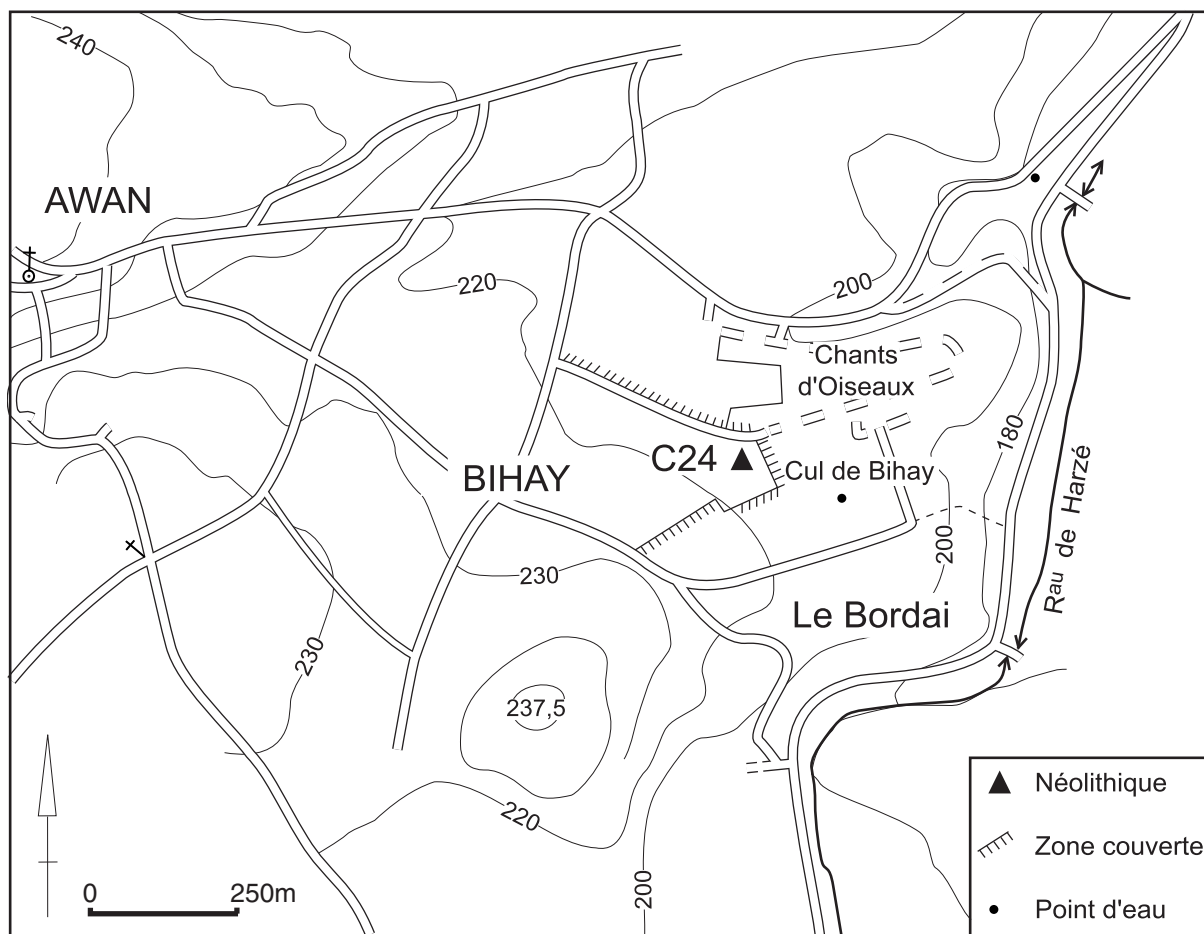 240
AWAN
220
200
Chants
d'Oiseaux
180
C24
Cul de Bihay
BIHAY
Rau de Harzé
200
230
Le Bordai
230
237,5
220
200
0 250m
Néolithique
Zone couverte
Point d'eau